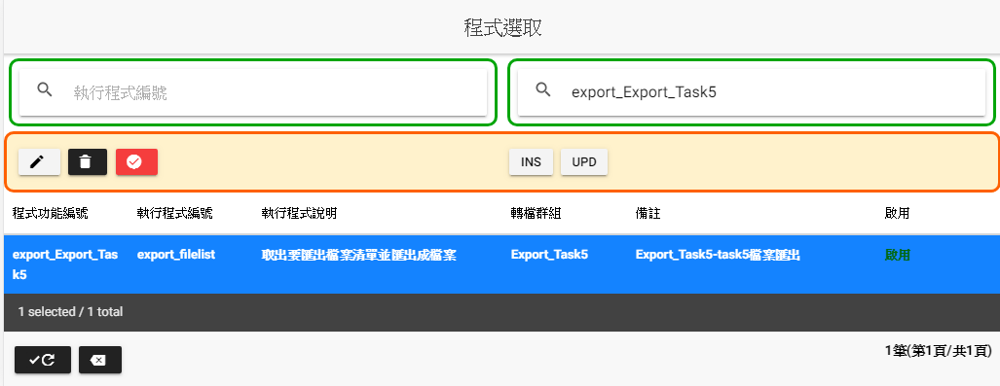 程式選取
執行程式編號
export_Export_Task5
INS UPD
程式功能編號 執行程式編號 執行程式說明 轉檔群組 備註 啟用
export_Export_Tas export_filelist 取出要匯出檔案清單並匯出成檔案 Export_Task5 Export_Task5-task5檔案匯出 啟用
k5
1 selected / 1 total
1筆(第1頁/共1頁)